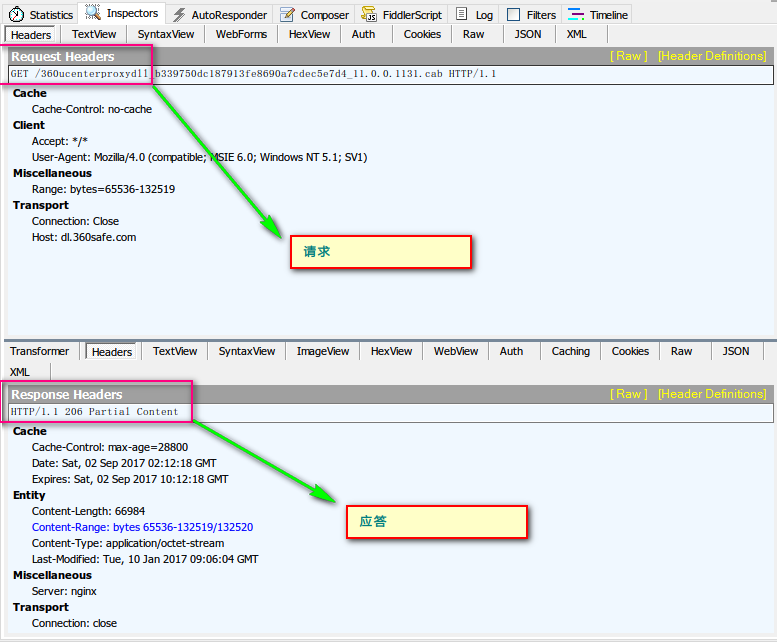 Statistics Inspectors AutoResponder Composer FiddlerScript Log Filters Timeline
Headers TextView SyntaxView WebForms HexView Auth Cookies Raw JSON XML
Request Headers [ Raw ] [Header Definitions]
GET /360ucenterproxydll_b339750dc187913fe8690a7cdec5e7d4_11.0.0.1131.cab HTTP/1.1
Cache
Cache-Control: no-cache
Client
Accept: */*
User-Agent: Mozilla/4.0 (compatible; MSIE 6.0; Windows NT 5.1; SV1)
Miscellaneous
Range: bytes=65536-132519
Transport
Connection: Close
Host: dl.360safe.com
请求
Transformer Headers TextView SyntaxView ImageView HexView WebView Auth Caching Cookies Raw JSON
XML
Response Headers [ Raw ] [Header Definitions]
HTTP/1.1 206 Partial Content
Cache
Cache-Control: max-age=28800
Date: Sat, 02 Sep 2017 02:12:18 GMT
Expires: Sat, 02 Sep 2017 10:12:18 GMT
Entity
Content-Length: 66984
Content-Range: bytes 65536-132519/132520
Content-Type: application/octet-stream
Last-Modified: Tue, 10 Jan 2017 09:06:04 GMT
应答
Miscellaneous
Server: nginx
Transport
Connection: close